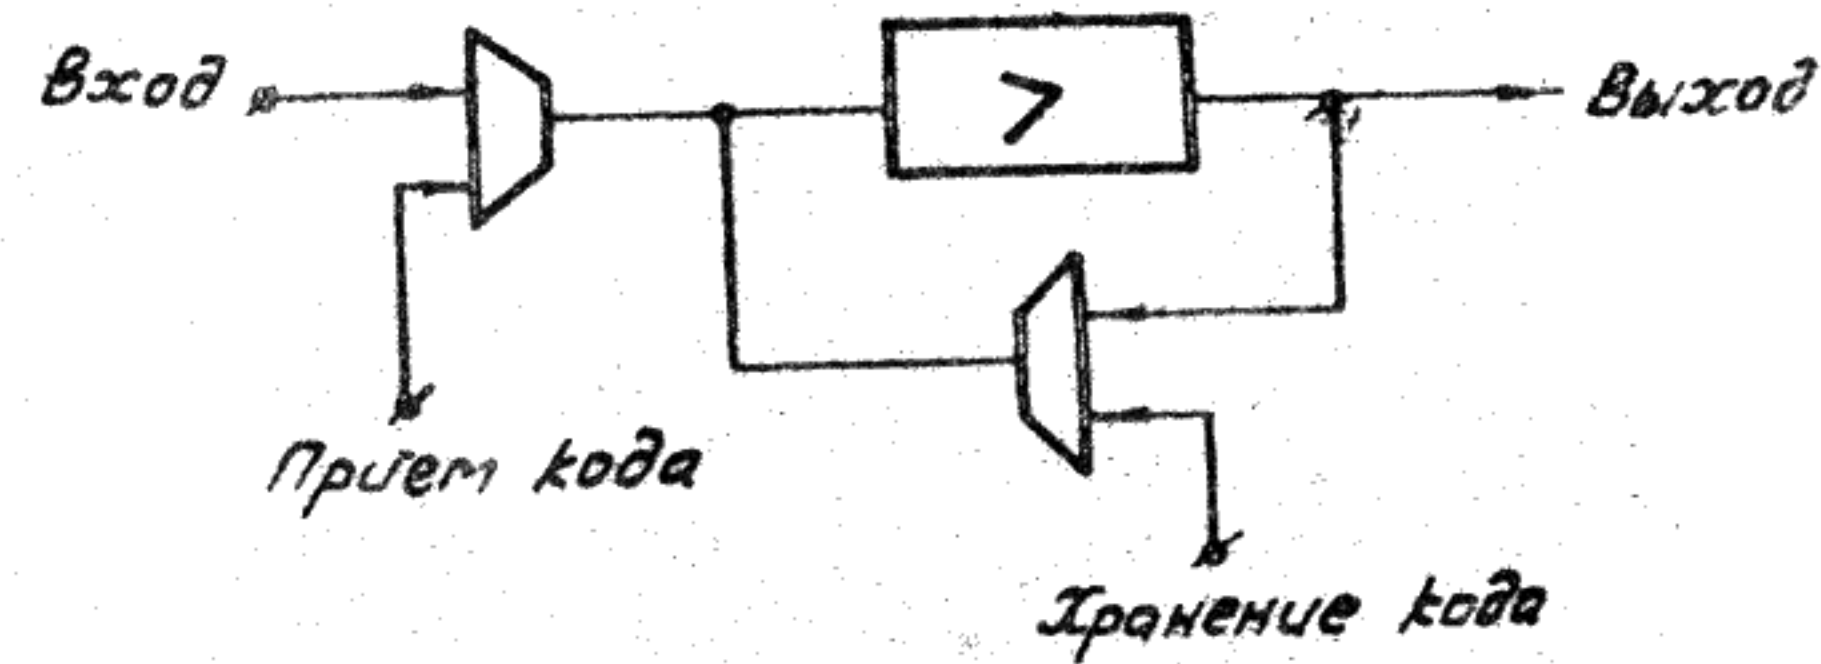 Вход
>
Выход
Прием кода
Хранение кода